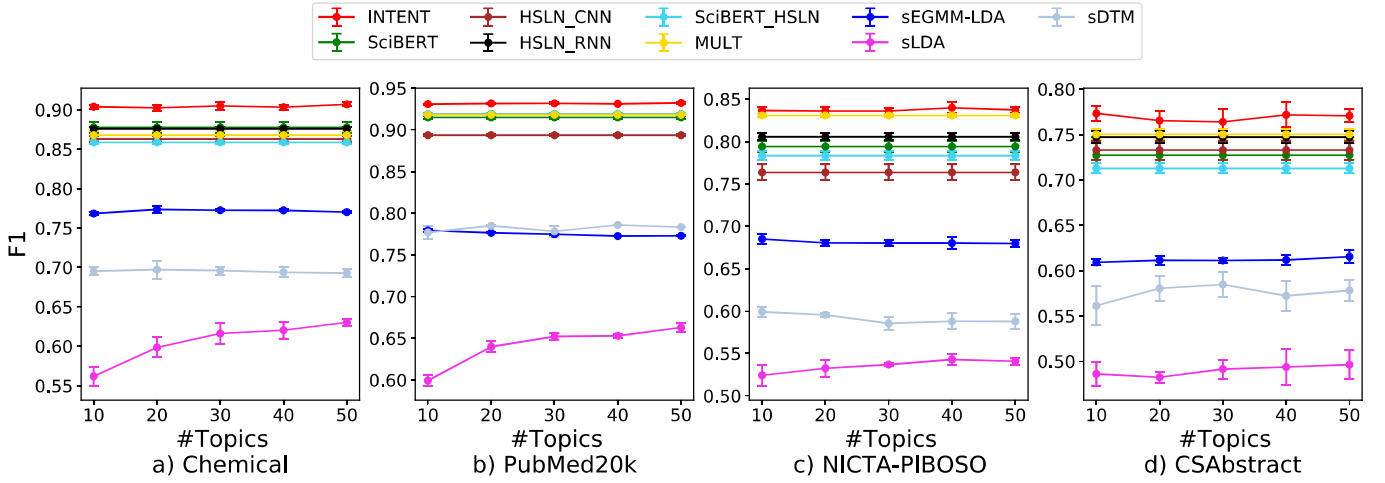 INTENT HSLN_CNN SciBERT_HSLN sEGMM-LDA sDTM
SciBERT HSLN_RNN MULT sLDA
F1
0.90
0.85
0.80
0.75
0.70
0.65
0.60
0.55
10 20 30 40 50
#Topics
a) Chemical
0.95
0.90
0.85
0.80
0.75
0.70
0.65
0.60
10 20 30 40 50
#Topics
b) PubMed20k
0.85
0.80
0.75
0.70
0.65
0.60
0.55
0.50
10 20 30 40 50
#Topics
c) NICTA-PIBOSO
0.80
0.75
0.70
0.65
0.60
0.55
0.50
10 20 30 40 50
#Topics
d) CSAbstract